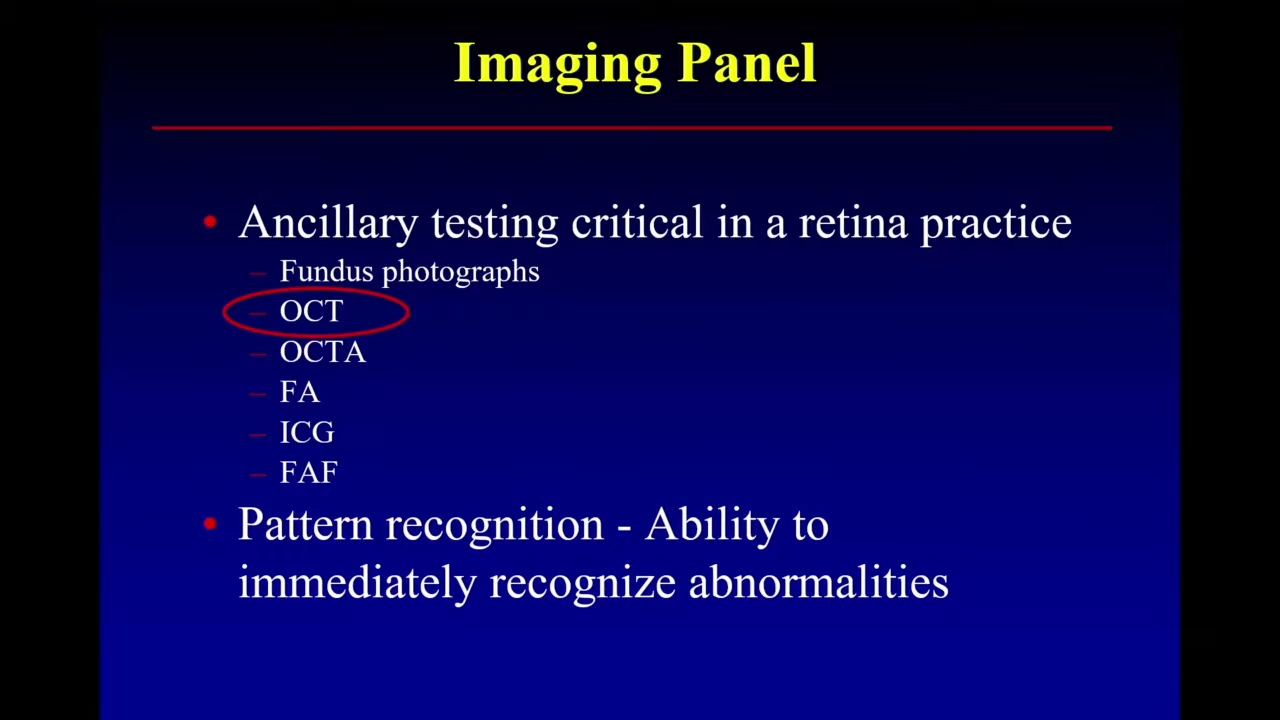 Imaging Panel
• Ancillary testing critical in a retina practice
– Fundus photographs
– OCT
– OCTA
– FA
– ICG
– FAF
• Pattern recognition - Ability to
immediately recognize abnormalities